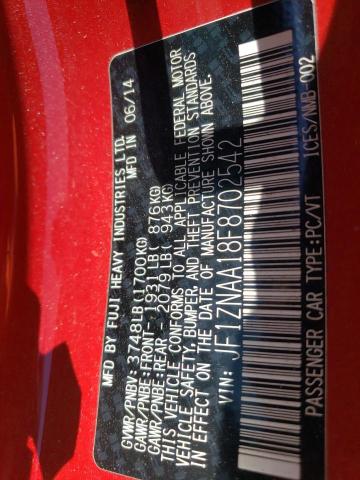 MFD BY FUJI HEAVY INDUSTRIES LTD.
MFD IN 06/14
GVWR/PNBV: 3748LB( 1700KG)
GAWR/PNBE:FRONT- 1931LB( 876KG)
GAWR/PNBE:REAR- 2079LB( 943KG)
THIS VEHICLE CONFORMS TO ALL APPLICABLE FEDERAL MOTOR
VEHICLE SAFETY,BUMPER, AND THEFT PREVENTION STANDARDS
IN EFFECT ON THE DATE OF MANUFACTURE SHOWN ABOVE.
VIN: JF1ZNAA18F8702542
PASSENGER CAR TYPE:PC/VT ICES/NMB-002